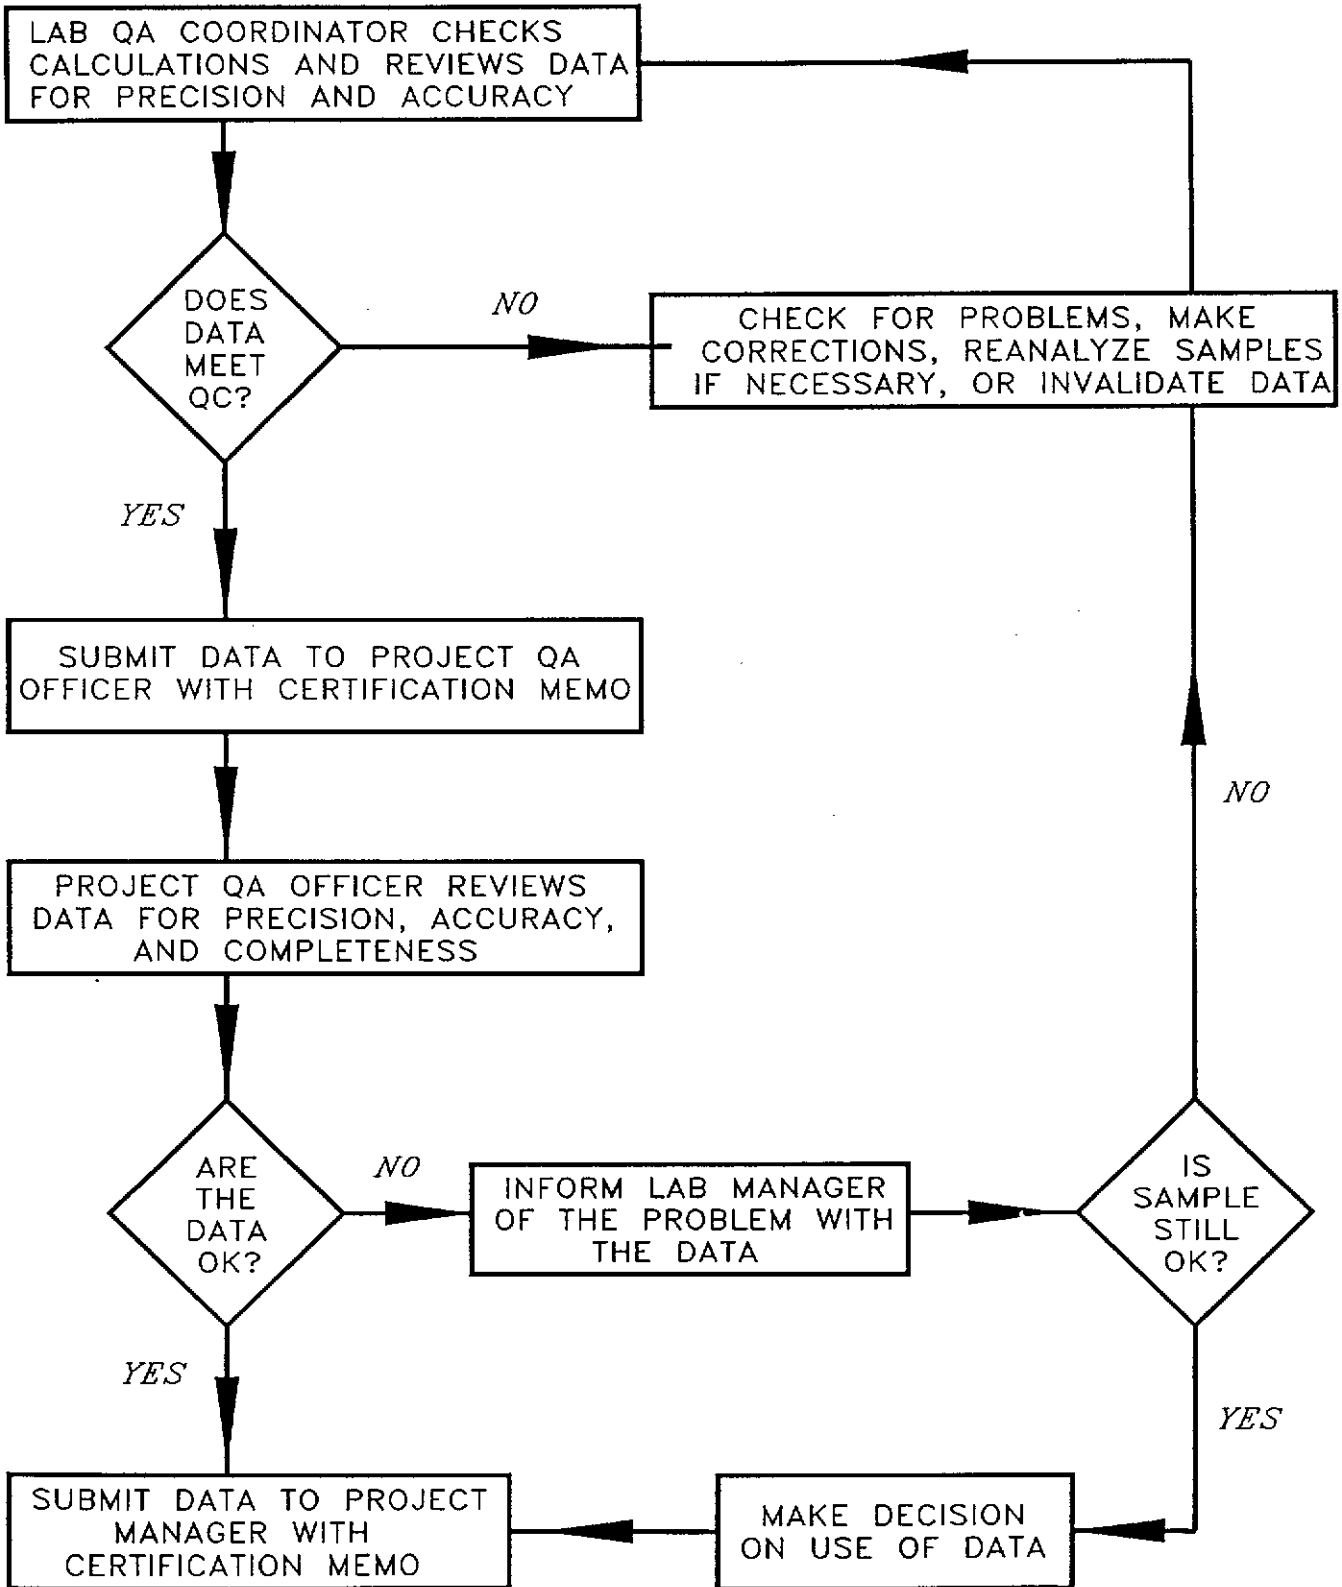 LAB QA COORDINATOR CHECKS
CALCULATIONS AND REVIEWS DATA
FOR PRECISION AND ACCURACY
DOES
DATA
MEET
QC?
NO
CHECK FOR PROBLEMS, MAKE
CORRECTIONS, REANALYZE SAMPLES
IF NECESSARY, OR INVALIDATE DATA
YES
SUBMIT DATA TO PROJECT QA
OFFICER WITH CERTIFICATION MEMO
NO
PROJECT QA OFFICER REVIEWS
DATA FOR PRECISION, ACCURACY,
AND COMPLETENESS
ARE
THE
DATA
OK?
NO
INFORM LAB MANAGER
OF THE PROBLEM WITH
THE DATA
IS
SAMPLE
STILL
OK?
YES
YES
SUBMIT DATA TO PROJECT
MANAGER WITH
CERTIFICATION MEMO
MAKE DECISION
ON USE OF DATA